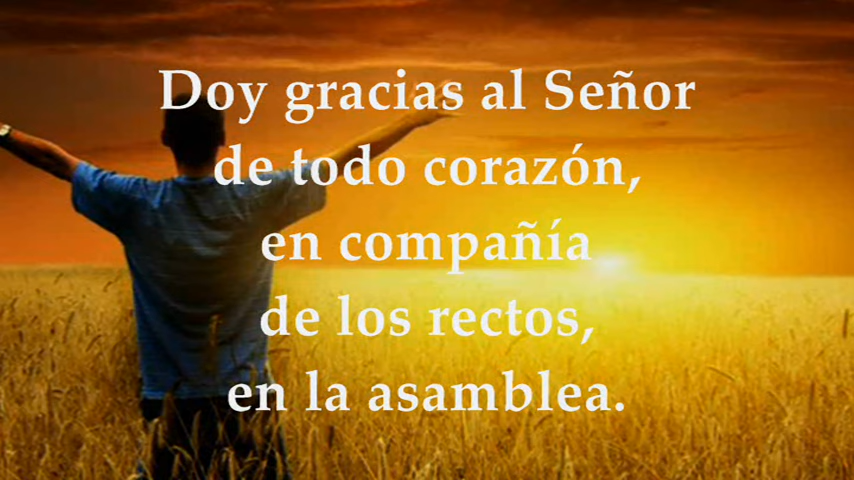 Doy gracias al Señor
de todo corazón,
en compañía
de los rectos,
en la asamblea.